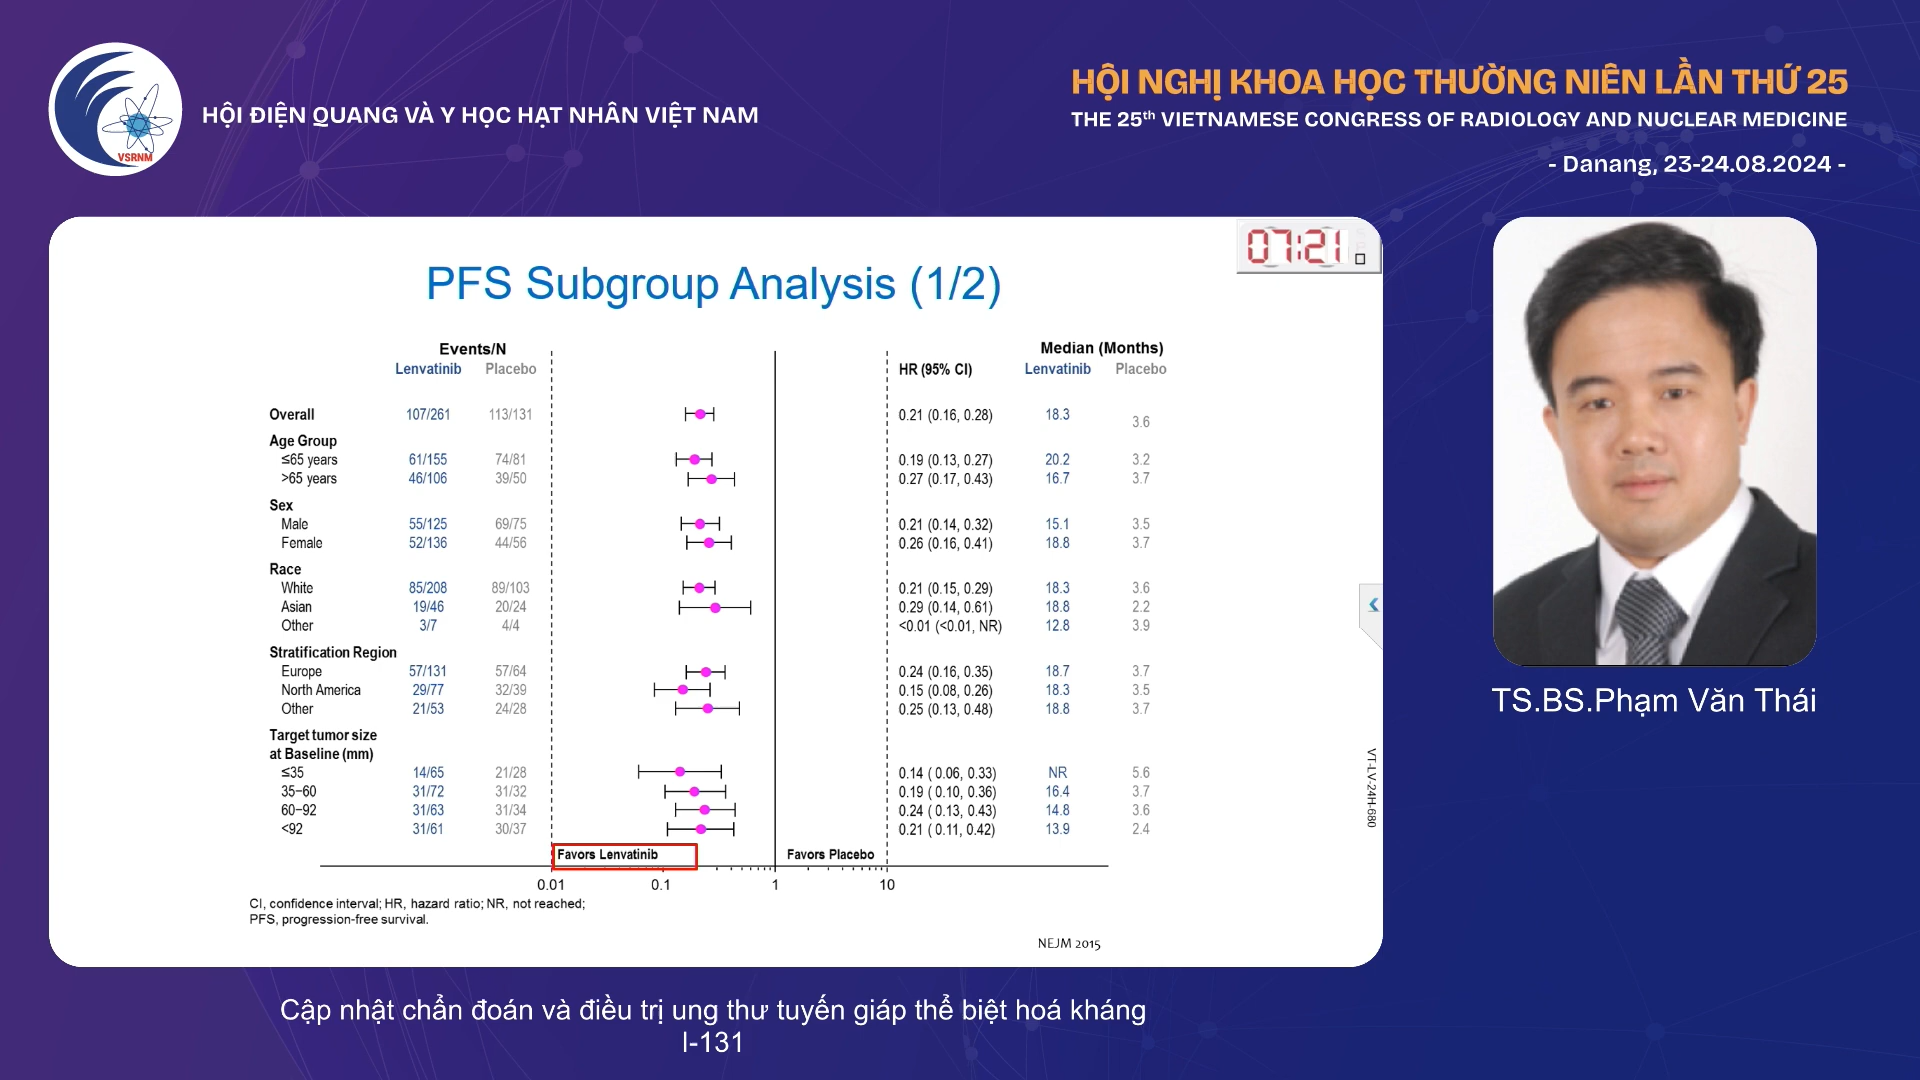 VSRNM
HỘI ĐIỆN QUANG VÀ Y HỌC HẠT NHÂN VIỆT NAM
HỘI NGHỊ KHOA HỌC THƯỜNG NIÊN LẦN THỨ 25
THE 25th VIETNAMESE CONGRESS OF RADIOLOGY AND NUCLEAR MEDICINE
- Danang, 23-24.08.2024 -
07:21
PFS Subgroup Analysis (1/2)
Events/N Median (Months)
Lenvatinib Placebo HR (95% CI) Lenvatinib Placebo
Overall 107/261 113/131 0.21 (0.16, 0.28) 18.3 3.6
Age Group
≤65 years 61/155 74/81 0.19 (0.13, 0.27) 20.2 3.2
>65 years 46/106 39/50 0.27 (0.17, 0.43) 16.7 3.7
Sex
Male 55/125 69/75 0.21 (0.14, 0.32) 15.1 3.5
Female 52/136 44/56 0.26 (0.16, 0.41) 18.8 3.7
Race
White 85/208 89/103 0.21 (0.15, 0.29) 18.3 3.6
Asian 19/46 20/24 0.29 (0.14, 0.61) 18.8 2.2
Other 3/7 4/4 <0.01 (<0.01, NR) 12.8 3.9
Stratification Region
Europe 57/131 57/64 0.24 (0.16, 0.35) 18.7 3.7
North America 29/77 32/39 0.15 (0.08, 0.26) 18.3 3.5
Other 21/53 24/28 0.25 (0.13, 0.48) 18.8 3.7
Target tumor size
at Baseline (mm)
≤35 14/65 21/28 0.14 ( 0.06, 0.33) NR 5.6
35–60 31/72 31/32 0.19 ( 0.10, 0.36) 16.4 3.7
60–92 31/63 31/34 0.24 ( 0.13, 0.43) 14.8 3.6
<92 31/61 30/37 0.21 ( 0.11, 0.42) 13.9 2.4
Favors Lenvatinib Favors Placebo
0.01 0.1 1 10
CI, confidence interval; HR, hazard ratio; NR, not reached;
PFS, progression-free survival.
NEJM 2015
VT-LV-24H-680
TS.BS.Phạm Văn Thái
Cập nhật chẩn đoán và điều trị ung thư tuyến giáp thể biệt hoá kháng
I-131